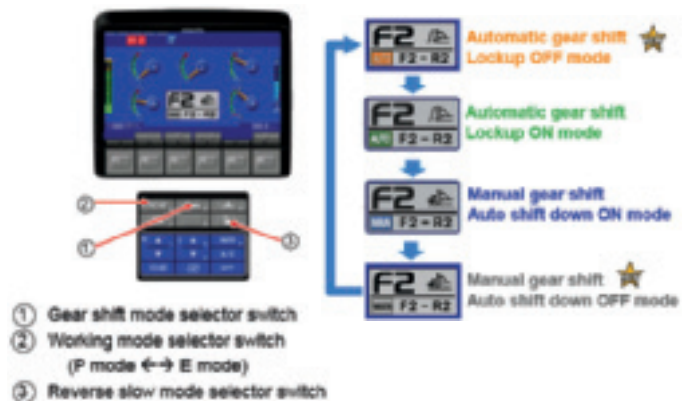 F2
F2 - R2
Automatic gear shift
Lockup OFF mode
F2
F2 - R2
Automatic gear shift
Lockup ON mode
F2
F2 - R2
Manual gear shift
Auto shift down ON mode
F2
F2 - R2
Manual gear shift
Auto shift down OFF mode
F2
F2 - R2
②
①
③
① Gear shift mode selector switch
② Working mode selector switch
(P mode ←→ E mode)
③ Reverse slow mode selector switch